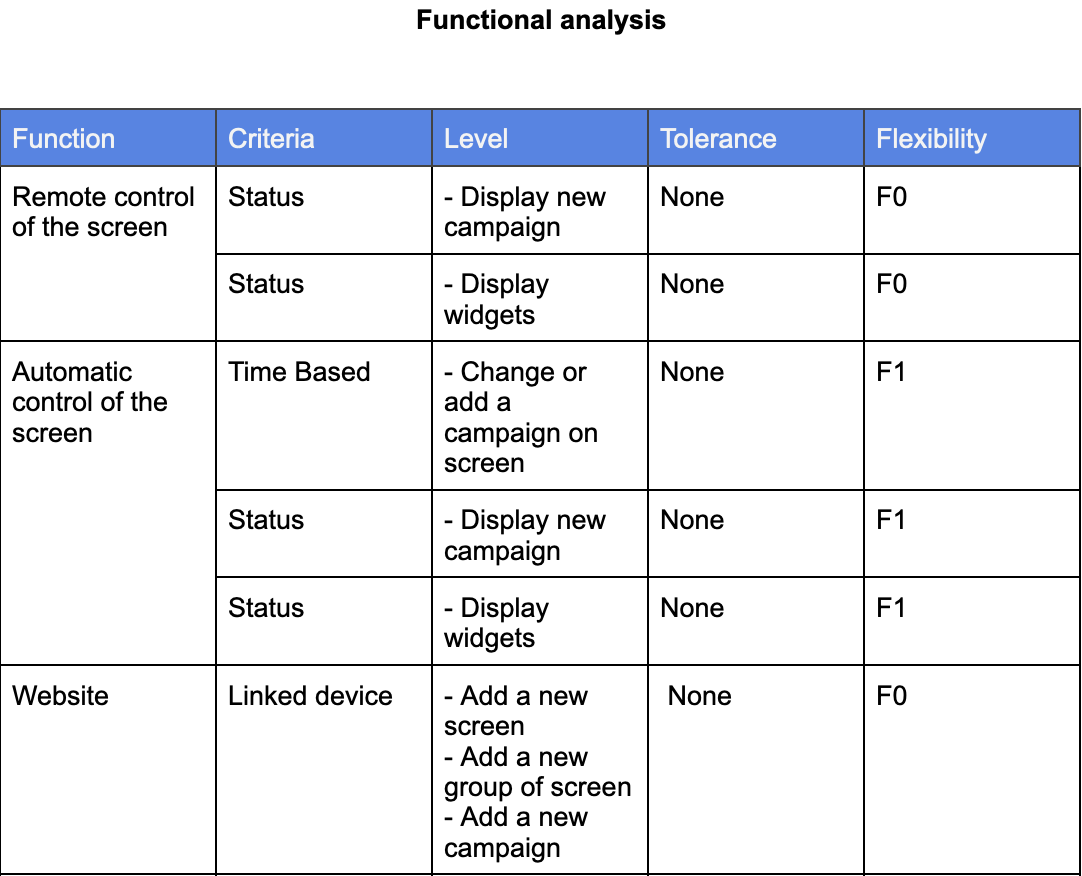 Functional analysis
Function Criteria Level Tolerance Flexibility
Remote control Status - Display new None F0
of the screen campaign
Status - Display None F0
widgets
Automatic Time Based - Change or None F1
control of the add a
screen campaign on
screen
Status - Display new None F1
campaign
Status - Display None F1
widgets
Website Linked device - Add a new None F0
screen
- Add a new
group of screen
- Add a new
campaign